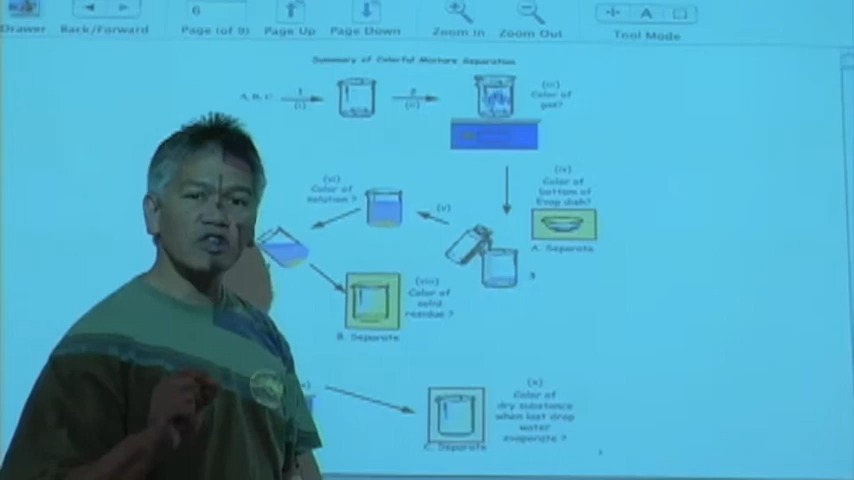 Drawer
Back/Forward
6
Page (of 9)
Page Up
Page Down
Zoom In
Zoom Out
A
Tool Mode
Summary of Colorful Mixture Separation
A, B, C
1
(i)
(ii)
(iii)
Color of
gas?
(iv)
Color of
bottom of
Evap dish?
A. Separate
(v)
(vi)
Color of
solution ?
(viii)
Color of
solid
residue ?
B. Separate
(x)
Color of
dry substance
when last drop
water
evaporate ?
C. Separate